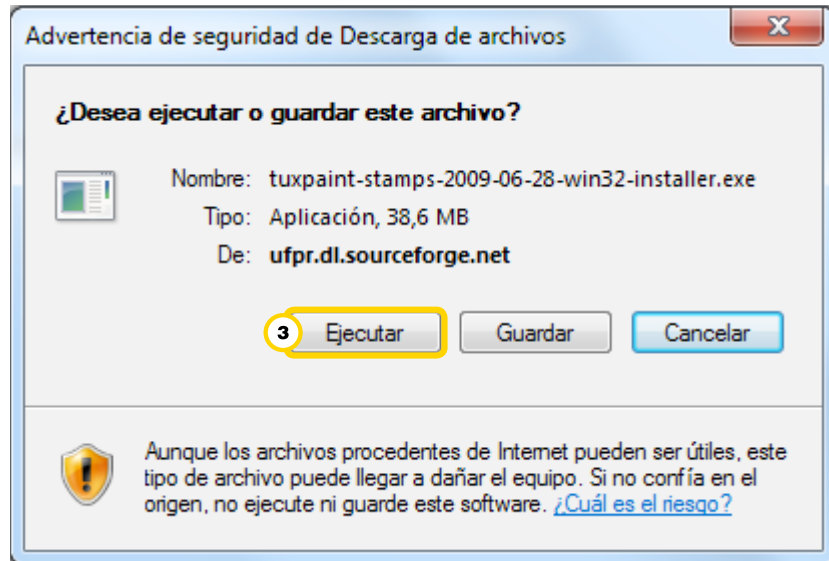 Advertencia de seguridad de Descarga de archivos
¿Desea ejecutar o guardar este archivo?
Nombre: tuxpaint-stamps-2009-06-28-win32-installer.exe
Tipo: Aplicación, 38,6 MB
De: ufpr.dl.sourceforge.net
3 Ejecutar Guardar Cancelar
Aunque los archivos procedentes de Internet pueden ser útiles, este
tipo de archivo puede llegar a dañar el equipo. Si no confía en el
origen, no ejecute ni guarde este software. ¿Cuál es el riesgo?